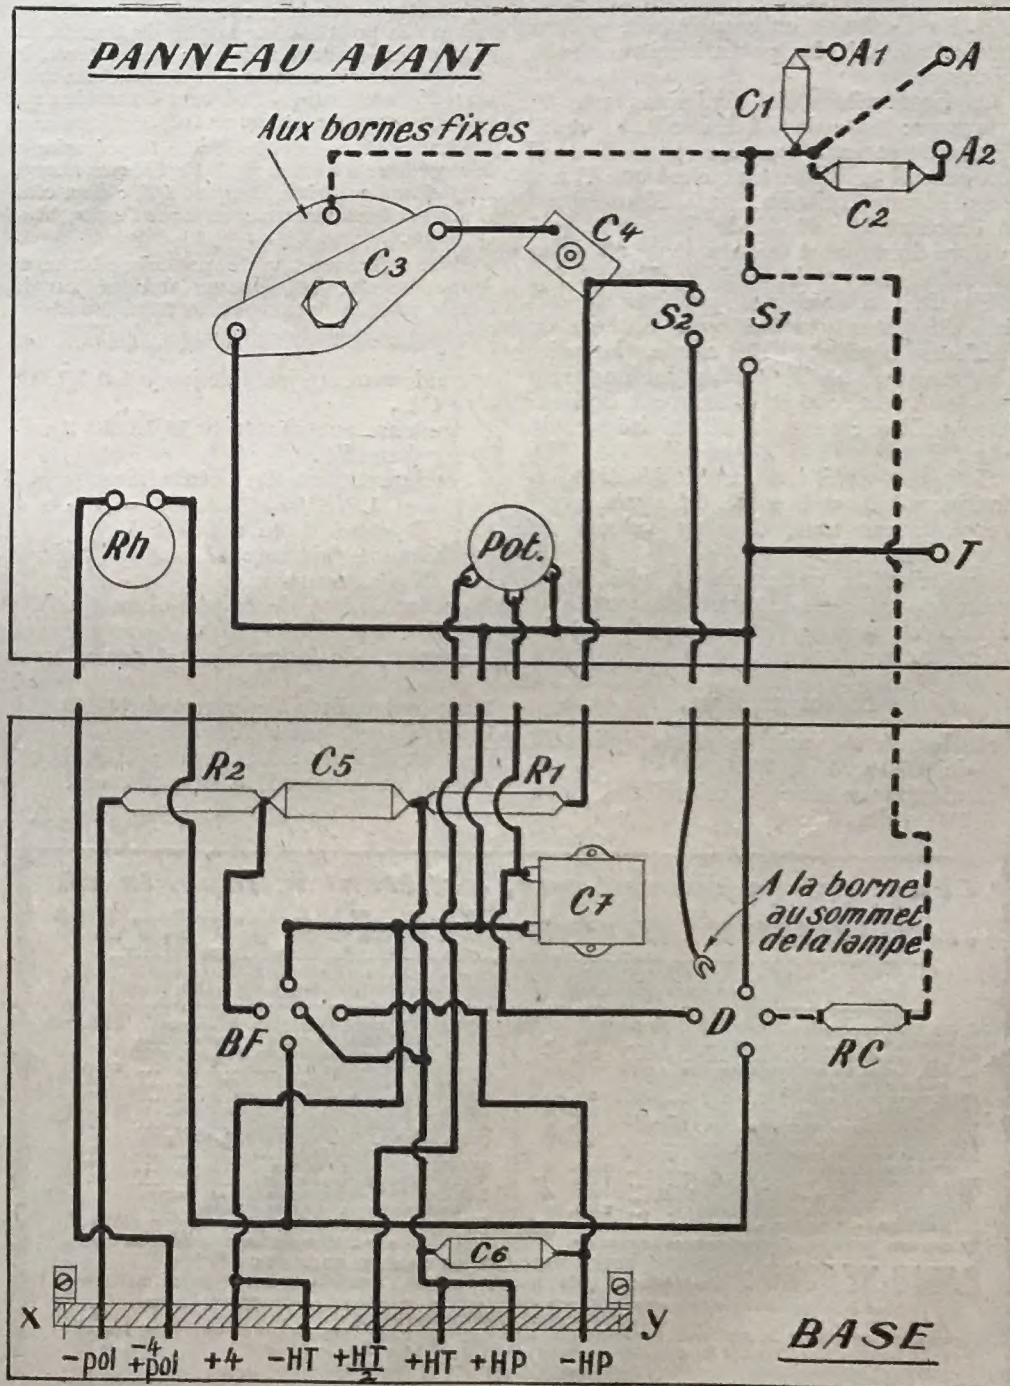 PANNEAU AVANT
A1
A
C1
Aux bornes fixes
A2
C2
C4
C3
S2
S1
Rh
Pot.
T
R2
C5
R1
C7
A la borne
au sommet
de la lampe
BF
D
RC
C6
x
y
BASE
-pol
-4
+pol
+4
-HT
+HT
2
+HT
+HP
-HP